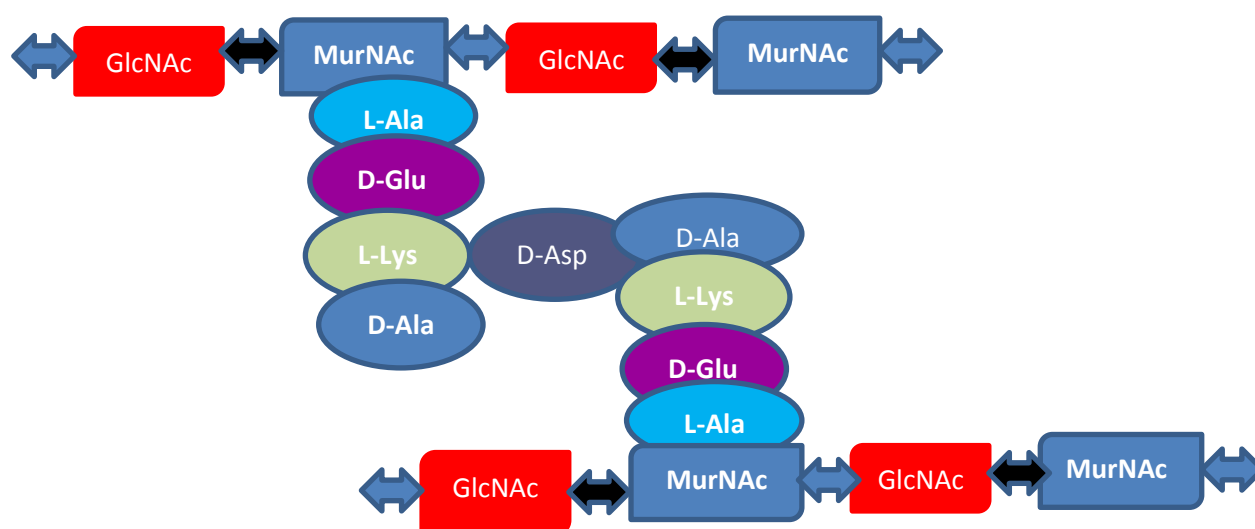 GlcNAc MurNAc GlcNAc MurNAc
L-Ala
D-Glu
L-Lys D-Asp D-Ala
D-Ala L-Lys
D-Glu
L-Ala
GlcNAc MurNAc GlcNAc MurNAc